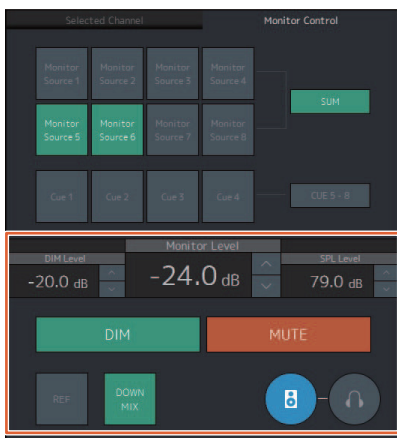 Selected Channel
Monitor Control
Monitor Source 1
Monitor Source 2
Monitor Source 3
Monitor Source 4
SUM
Monitor Source 5
Monitor Source 6
Monitor Source 7
Monitor Source 8
Cue 1
Cue 2
Cue 3
Cue 4
CUE 5 - 8
Monitor Level
DIM Level
SPL Level
-20.0 dB
-24.0 dB
79.0 dB
DIM
MUTE
REF
DOWN
MIX